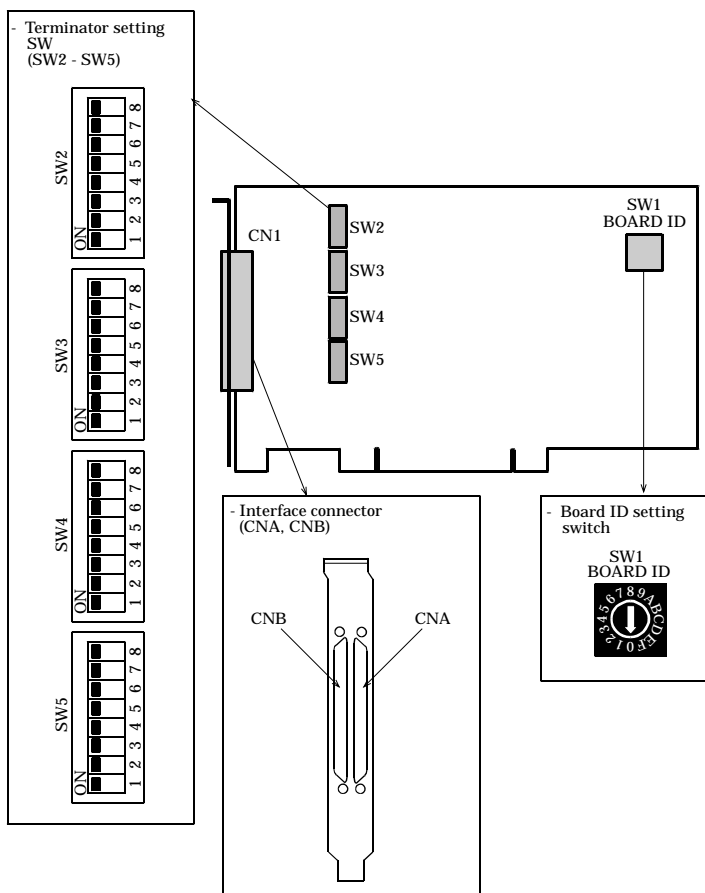 - Terminator setting
SW
(SW2 - SW5)
SW2
ON
1 2 3 4 5 6 7 8
SW3
ON
1 2 3 4 5 6 7 8
SW4
ON
1 2 3 4 5 6 7 8
SW5
ON
1 2 3 4 5 6 7 8
CN1
SW2
SW3
SW4
SW5
SW1
BOARD ID
- Interface connector
(CNA, CNB)
CNB
CNA
- Board ID setting
switch
SW1
BOARD ID
0123456789ABCDEF